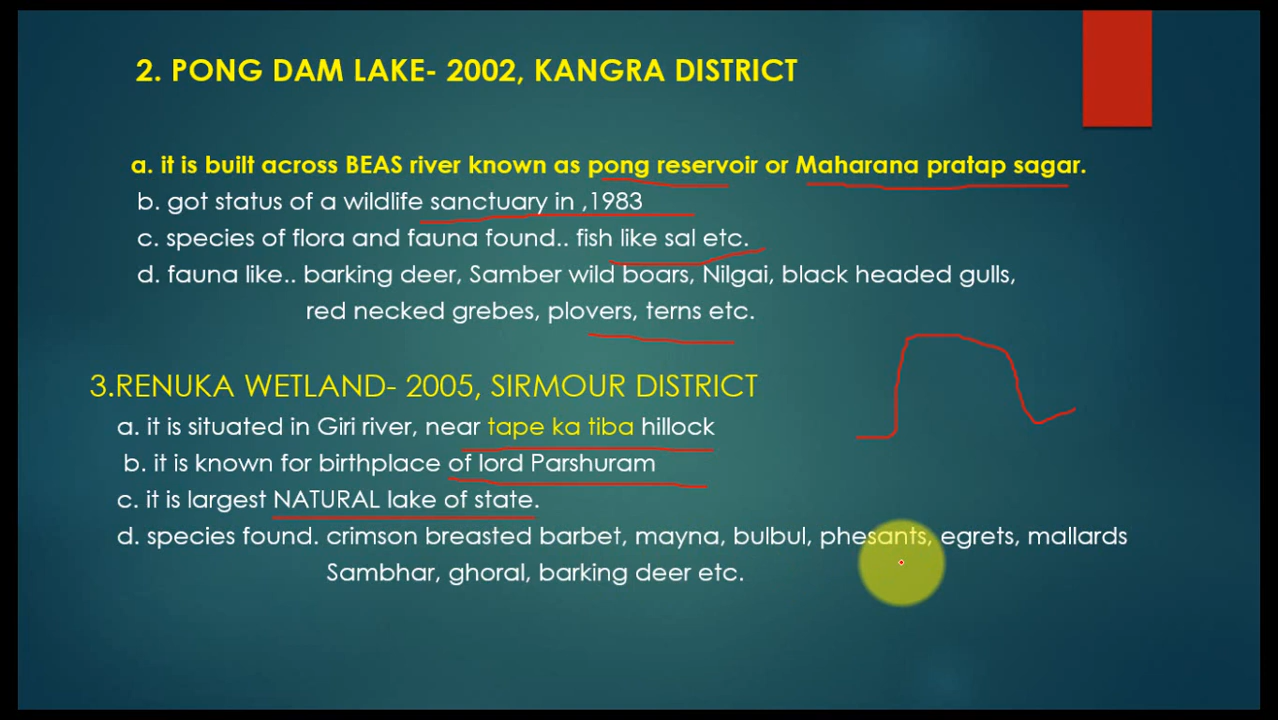 2. PONG DAM LAKE- 2002, KANGRA DISTRICT
a. it is built across BEAS river known as pong reservoir or Maharana pratap sagar.
b. got status of a wildlife sanctuary in ,1983
c. species of flora and fauna found.. fish like sal etc.
d. fauna like.. barking deer, Samber wild boars, Nilgai, black headed gulls,
red necked grebes, plovers, terns etc.
3.RENUKA WETLAND- 2005, SIRMOUR DISTRICT
a. it is situated in Giri river, near tape ka tiba hillock
b. it is known for birthplace of lord Parshuram
c. it is largest NATURAL lake of state.
d. species found. crimson breasted barbet, mayna, bulbul, phesants, egrets, mallards
Sambhar, ghoral, barking deer etc.